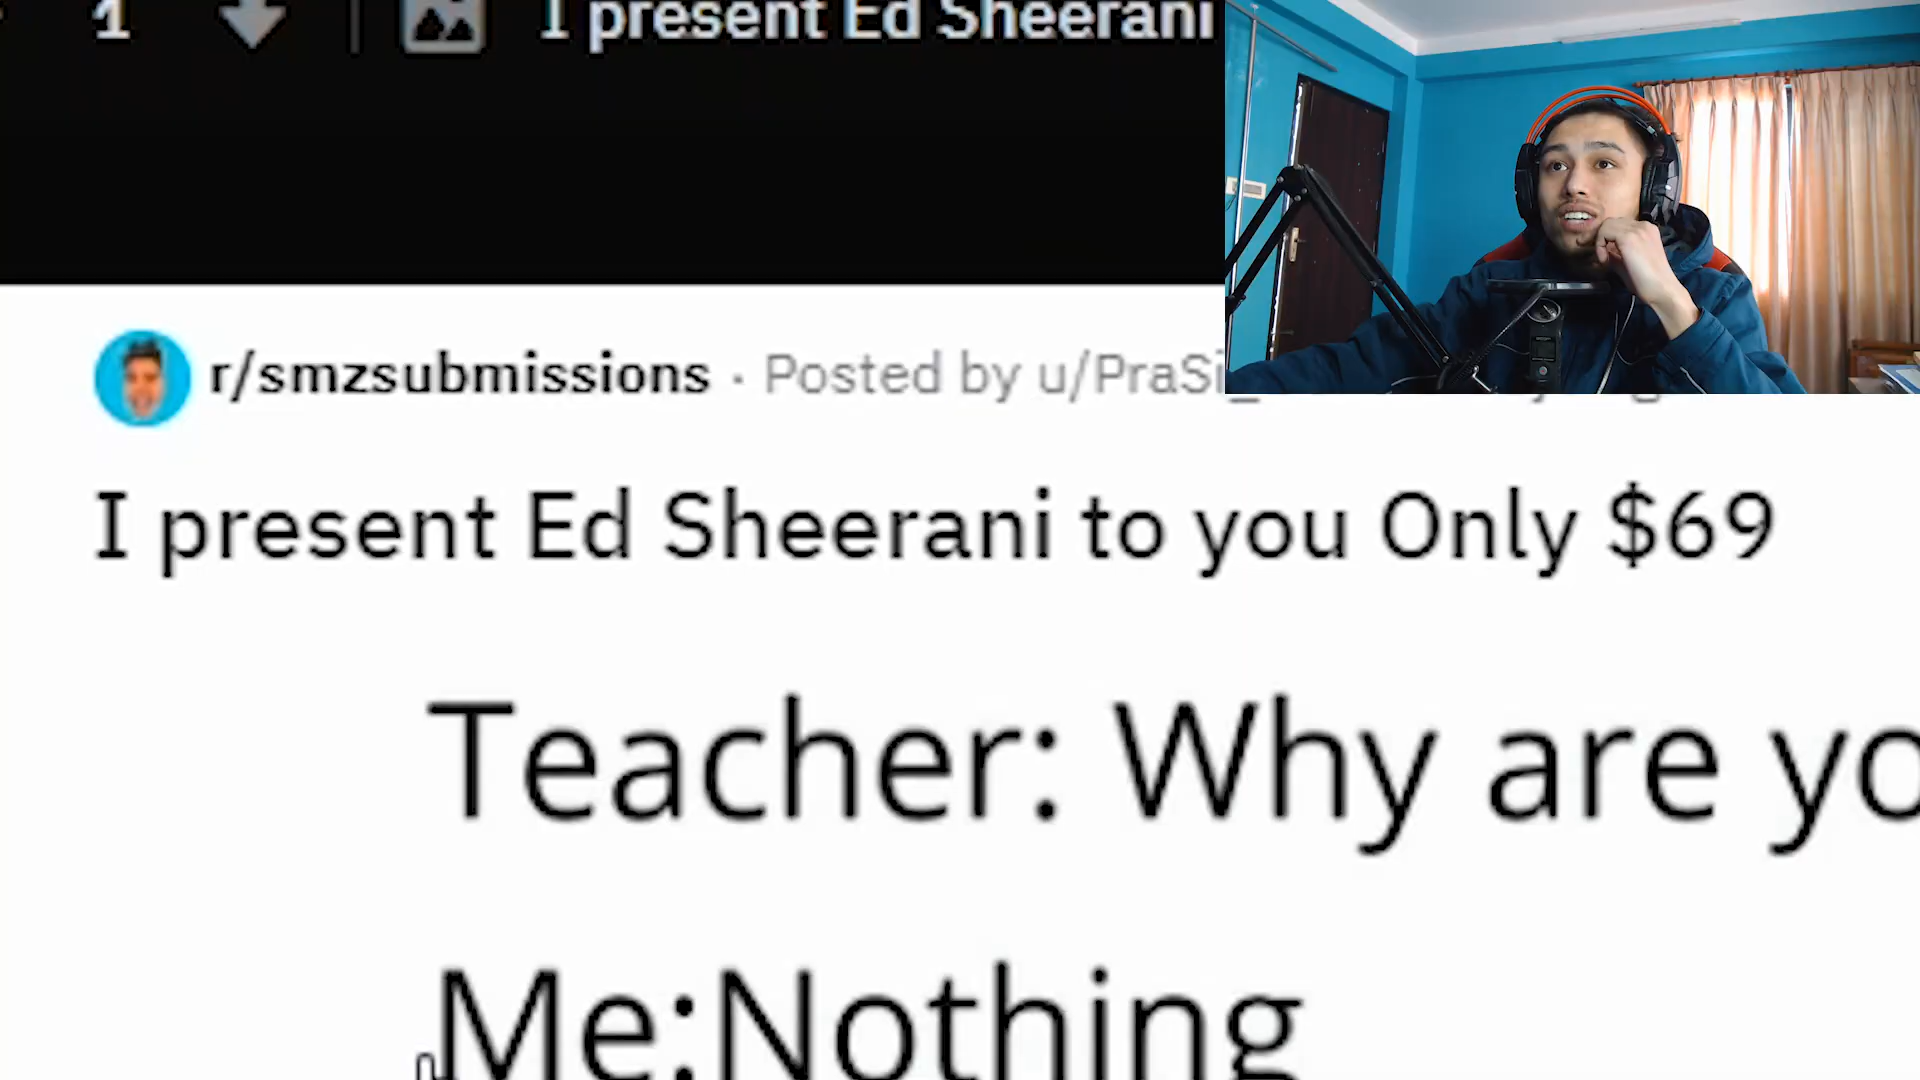 1 I present Ed Sheerani
r/smzsubmissions · Posted by u/PraSi_
I present Ed Sheerani to you Only $69
Teacher: Why are yo
Me:Nothing